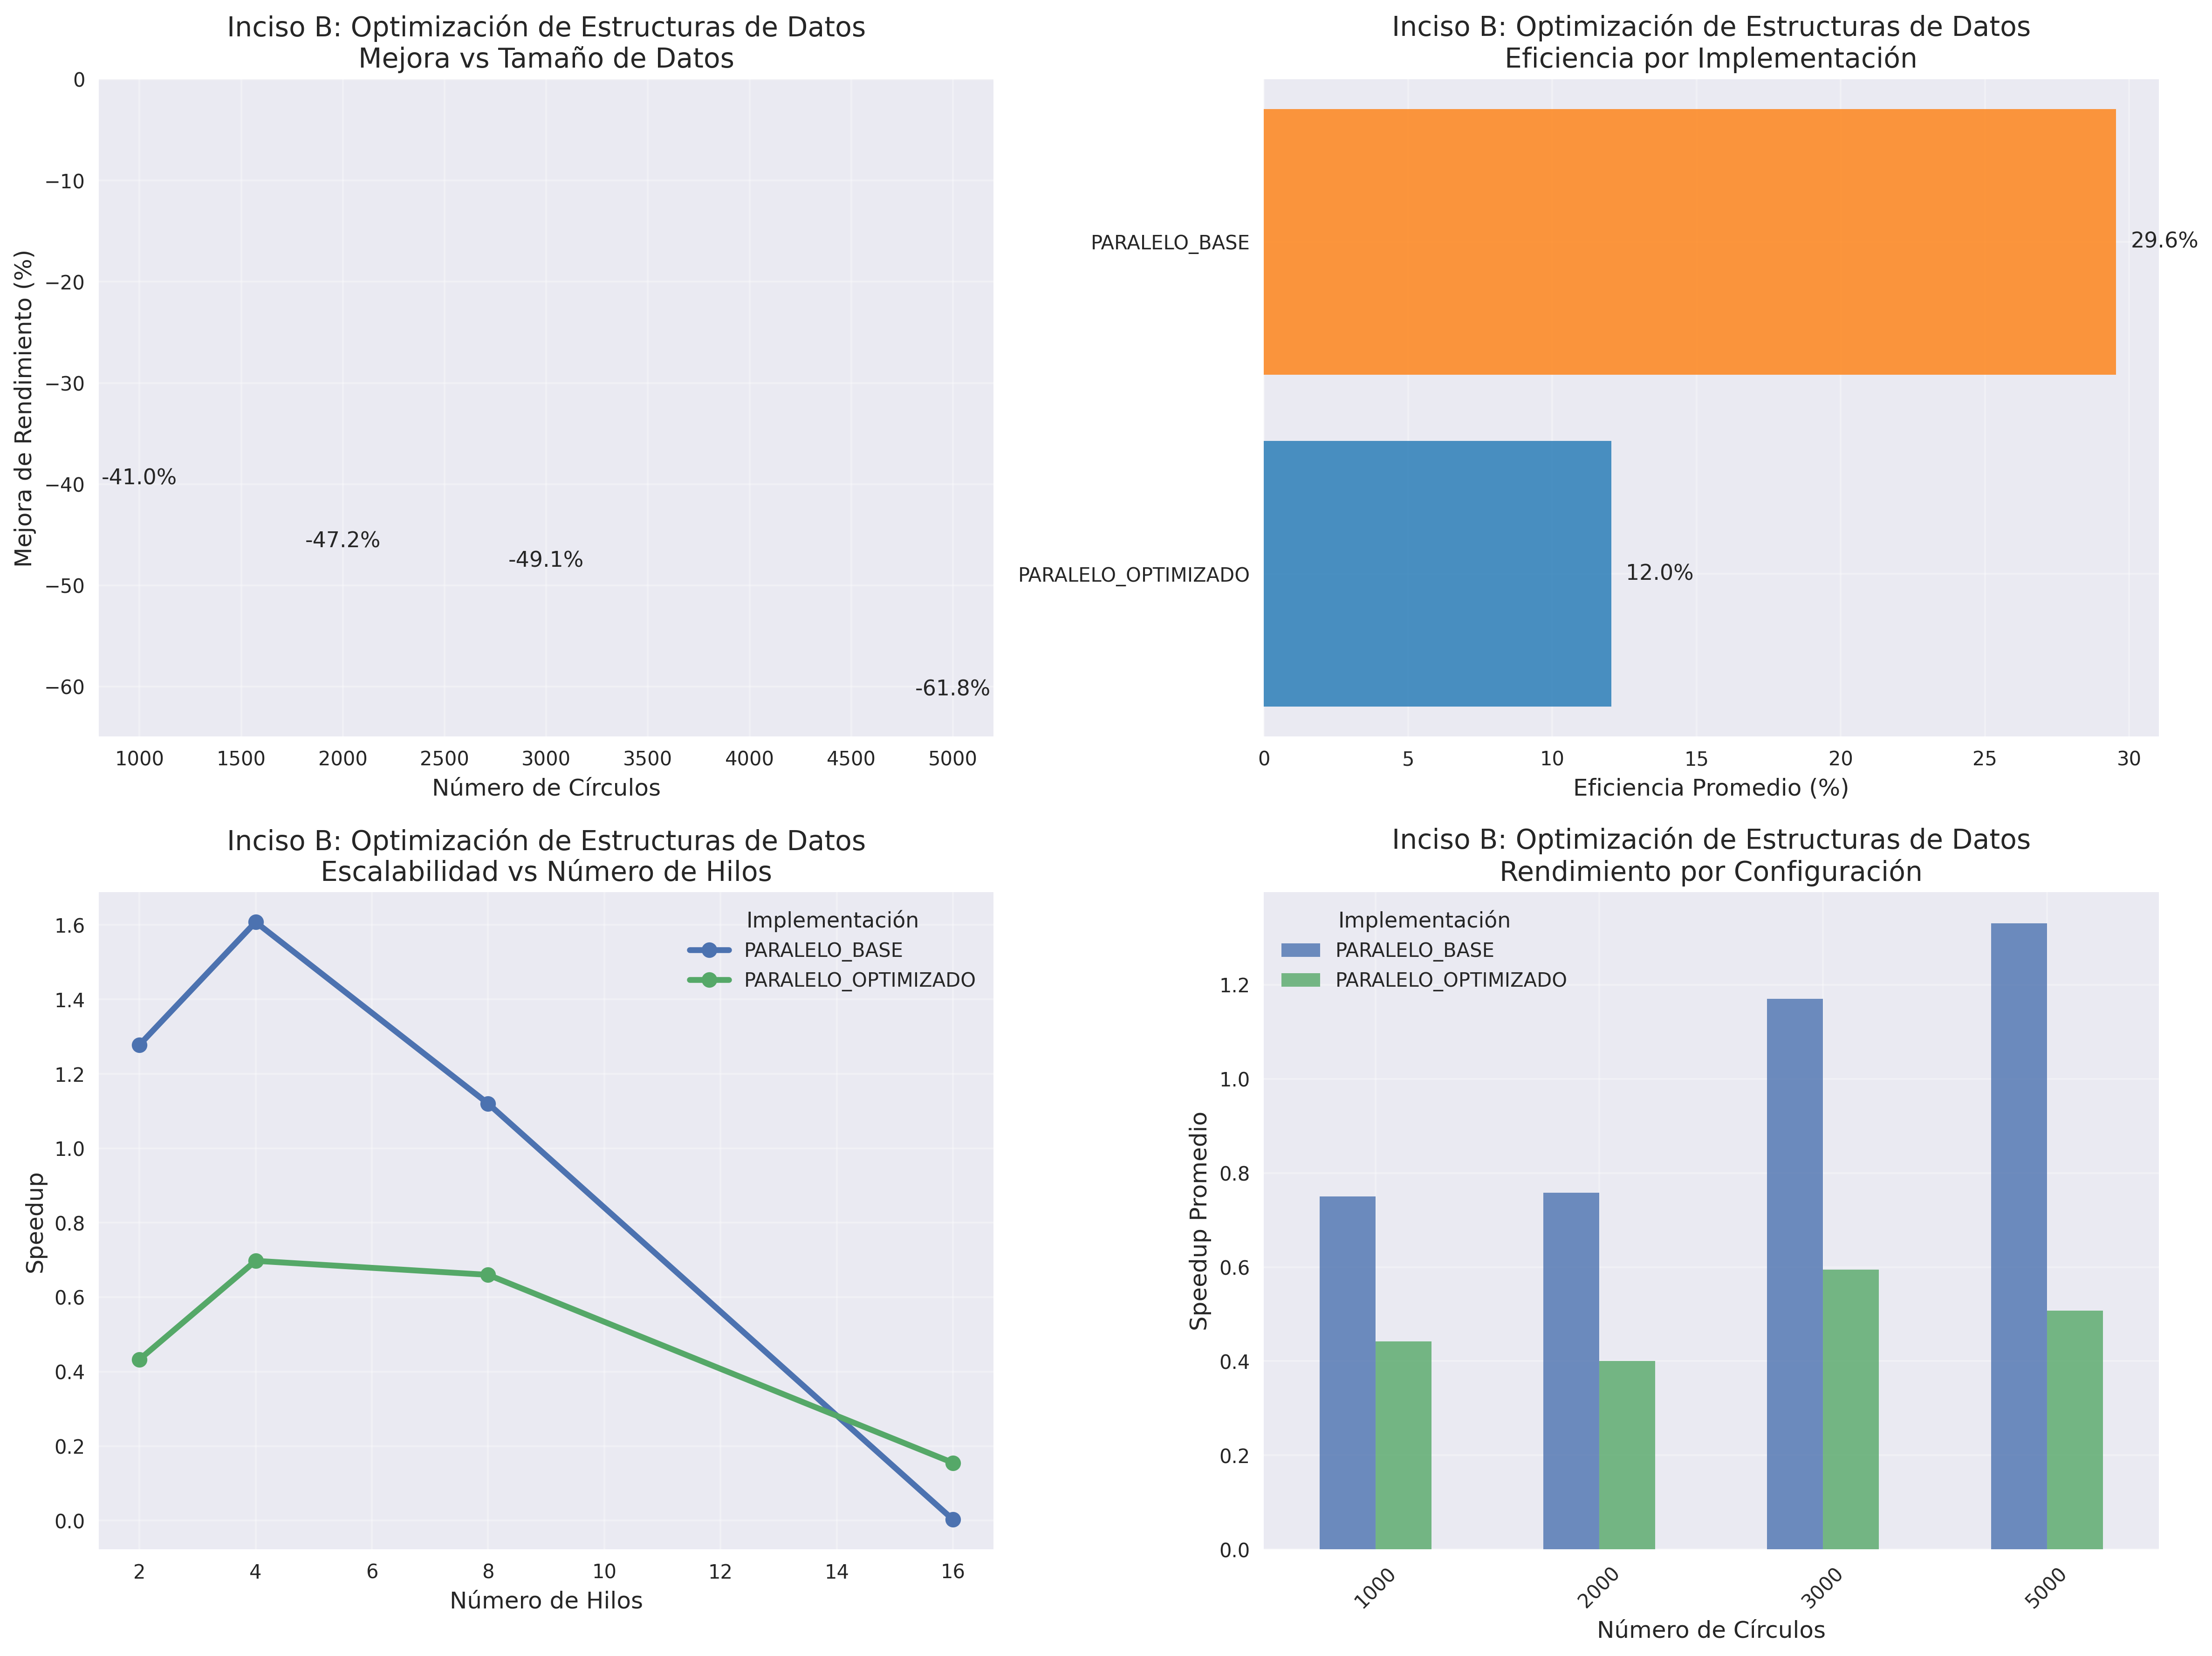 Inciso B: Optimización de Estructuras de Datos
Mejora vs Tamaño de Datos
Mejora de Rendimiento (%)
0
−10
−20
−30
−40
−50
−60
-41.0%
-47.2%
-49.1%
-61.8%
1000 1500 2000 2500 3000 3500 4000 4500 5000
Número de Círculos
Inciso B: Optimización de Estructuras de Datos
Eficiencia por Implementación
PARALELO_BASE
29.6%
PARALELO_OPTIMIZADO
12.0%
0 5 10 15 20 25 30
Eficiencia Promedio (%)
Inciso B: Optimización de Estructuras de Datos
Escalabilidad vs Número de Hilos
Speedup
1.6
1.4
1.2
1.0
0.8
0.6
0.4
0.2
0.0
Implementación
PARALELO_BASE
PARALELO_OPTIMIZADO
2 4 6 8 10 12 14 16
Número de Hilos
Inciso B: Optimización de Estructuras de Datos
Rendimiento por Configuración
Speedup Promedio
Implementación
PARALELO_BASE
PARALELO_OPTIMIZADO
1.2
1.0
0.8
0.6
0.4
0.2
0.0
1000 2000 3000 5000
Número de Círculos